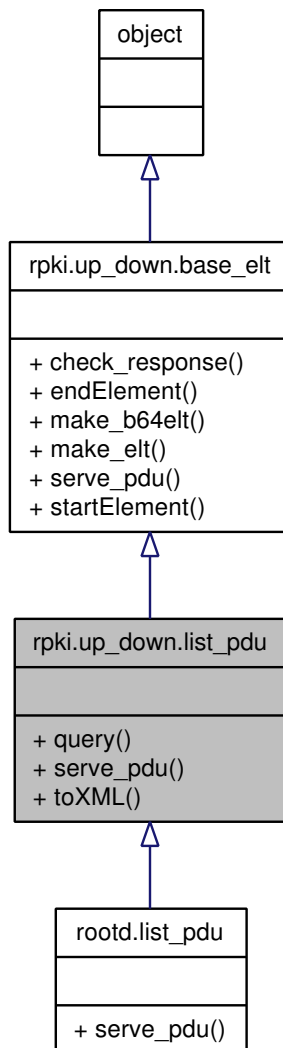 object
rpki.up_down.base_elt
+ check_response()
+ endElement()
+ make_b64elt()
+ make_elt()
+ serve_pdu()
+ startElement()
rpki.up_down.list_pdu
+ query()
+ serve_pdu()
+ toXML()
rootd.list_pdu
+ serve_pdu()